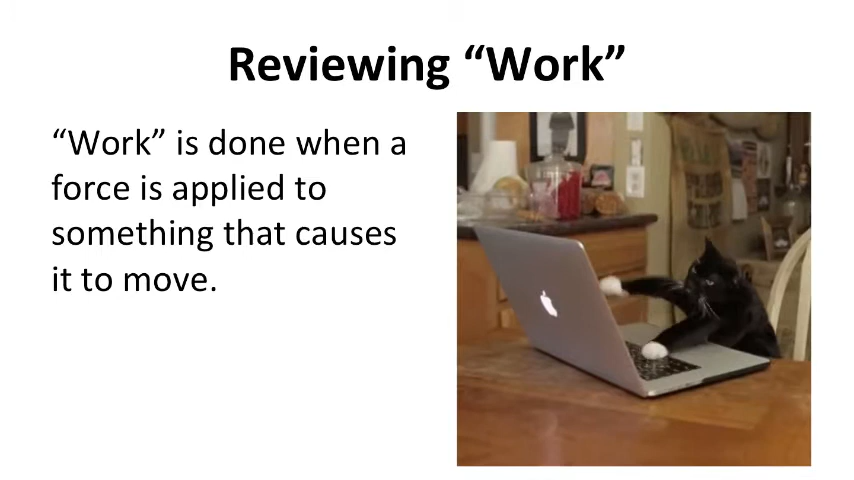 Reviewing “Work”
“Work” is done when a
force is applied to
something that causes
it to move.